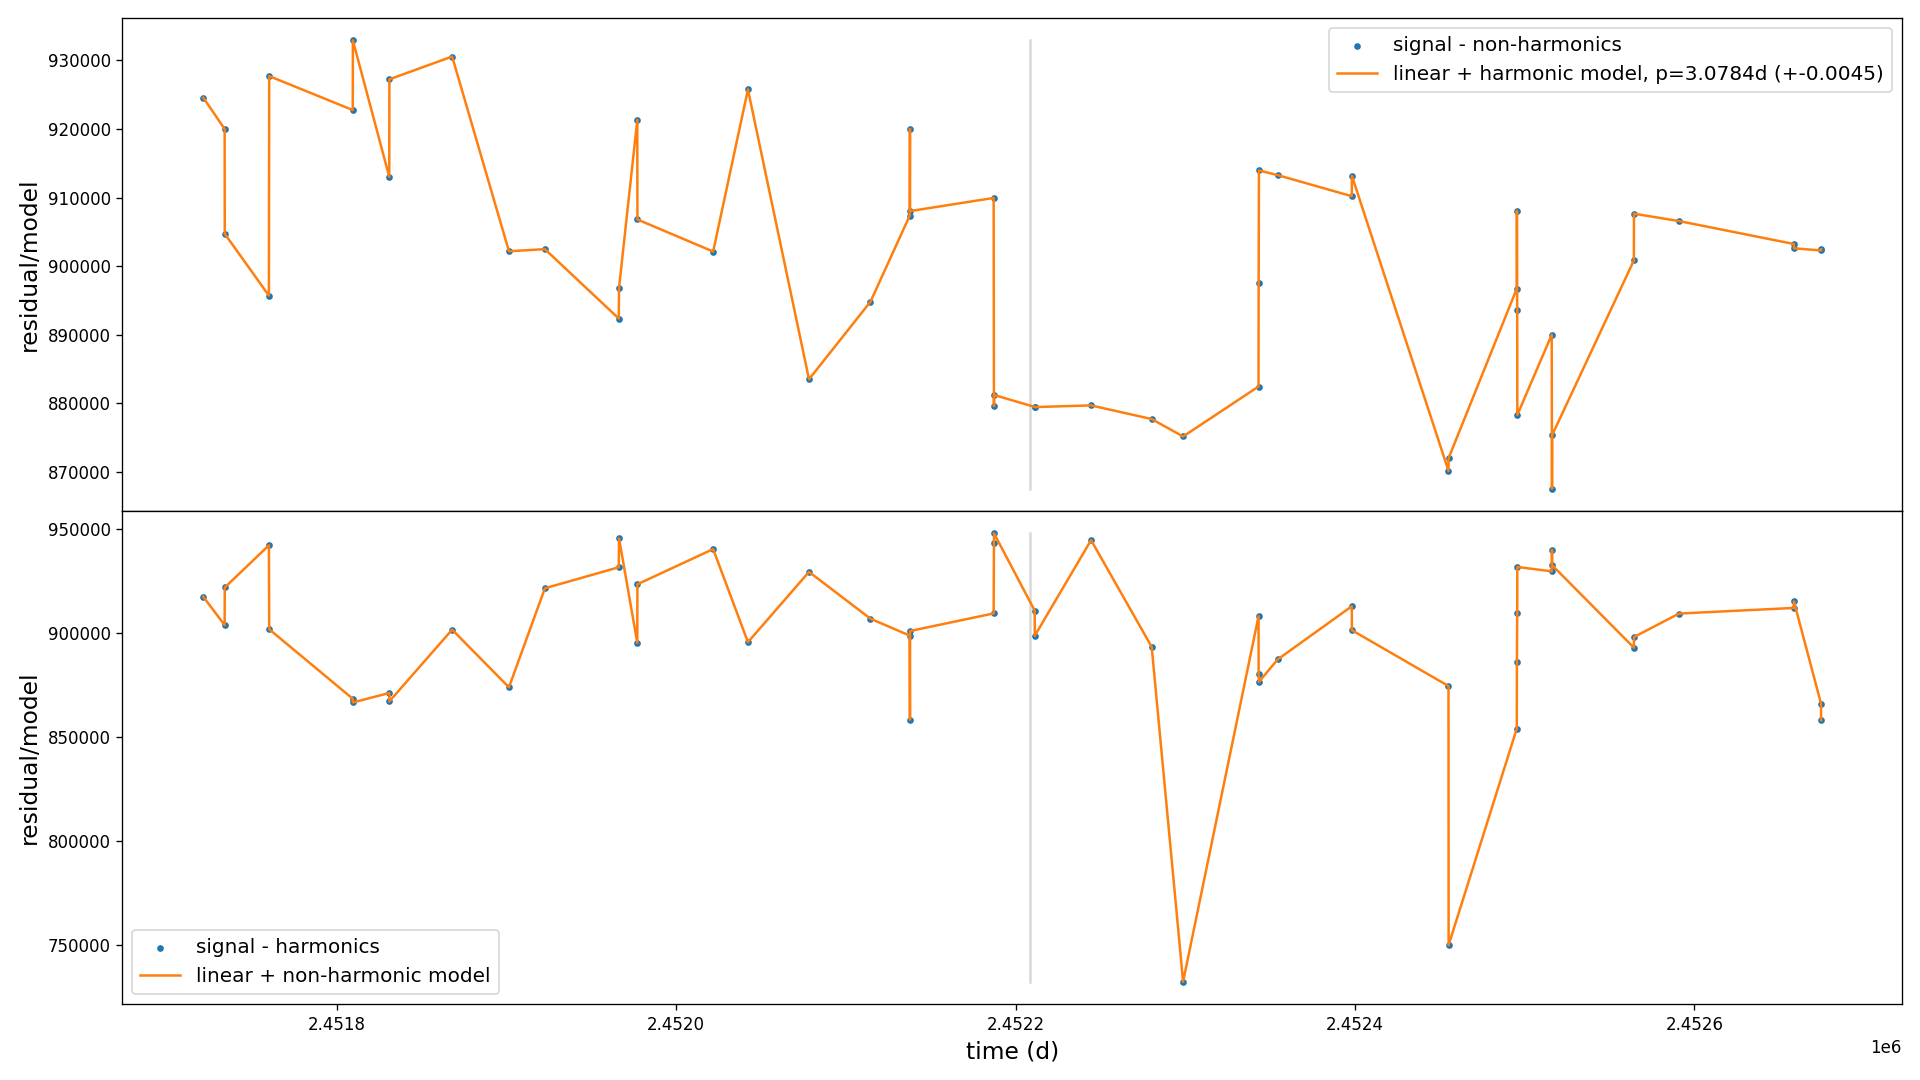 930000
920000
910000
900000
890000
880000
870000
residual/model
signal - non-harmonics
linear + harmonic model, p=3.0784d (+-0.0045)
950000
900000
850000
800000
750000
residual/model
signal - harmonics
linear + non-harmonic model
2.4518 2.4520 2.4522 2.4524 2.4526
1e6
time (d)